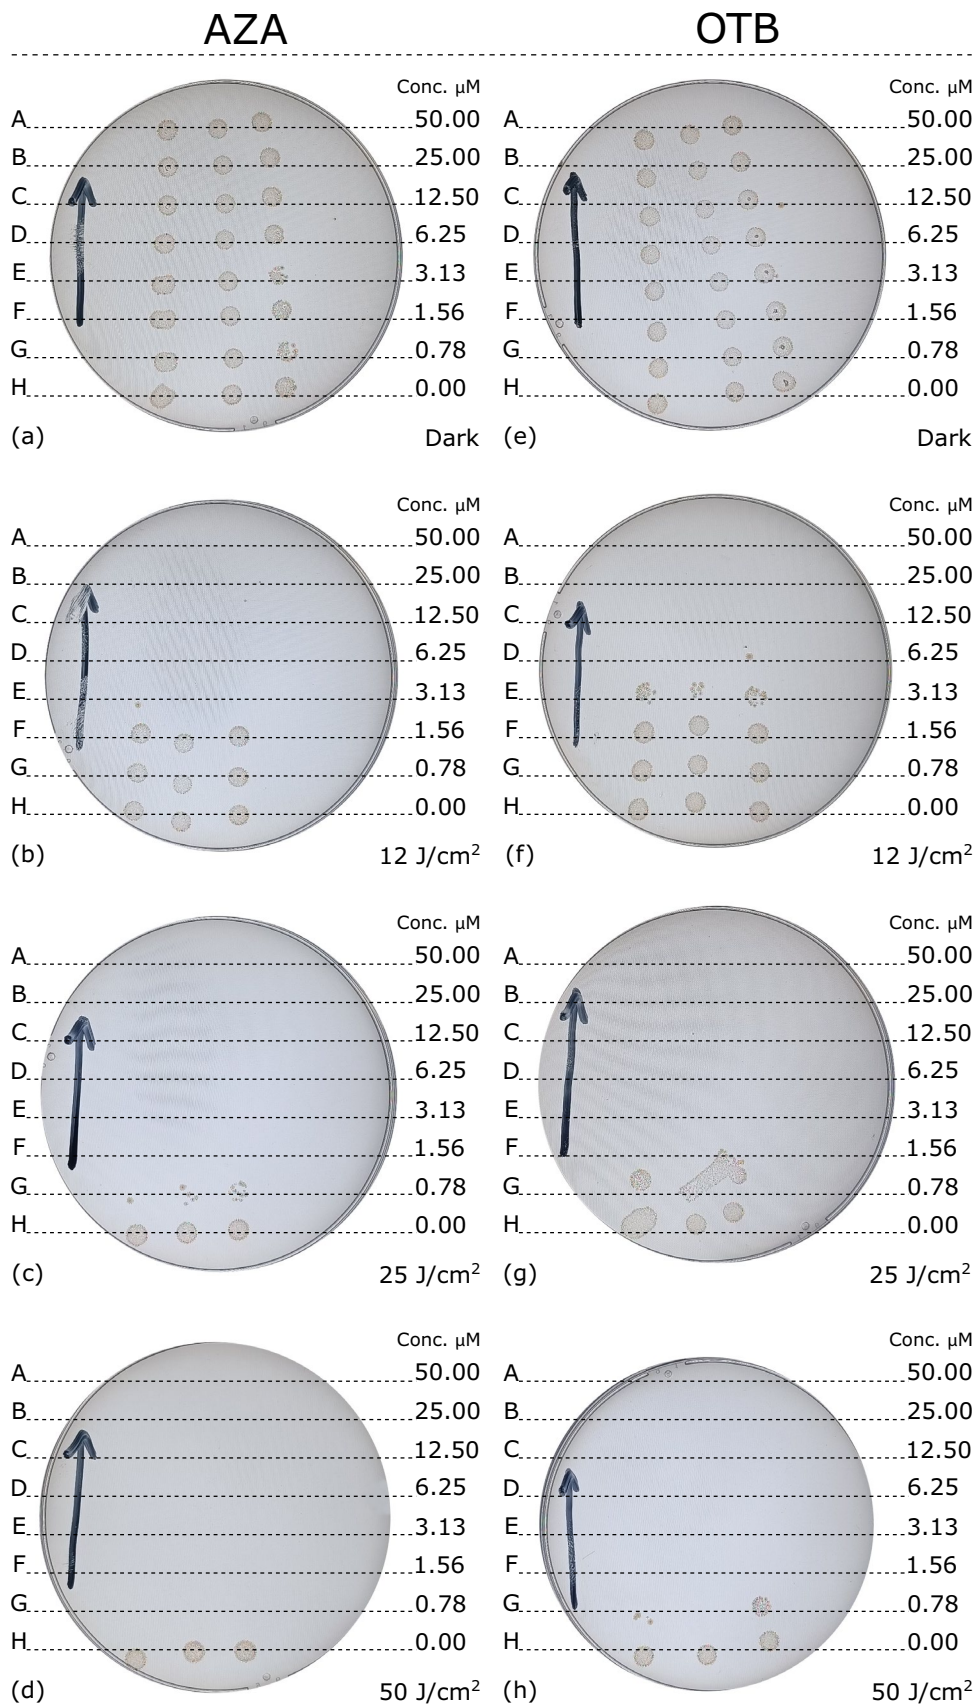 AZA OTB
Conc. μM Conc. μM
A 50.00 A 50.00
B 25.00 B 25.00
C 12.50 C 12.50
D 6.25 D 6.25
E 3.13 E 3.13
F 1.56 F 1.56
G 0.78 G 0.78
H 0.00 H 0.00
(a) Dark (e) Dark
Conc. μM Conc. μM
A 50.00 A 50.00
B 25.00 B 25.00
C 12.50 C 12.50
D 6.25 D 6.25
E 3.13 E 3.13
F 1.56 F 1.56
G 0.78 G 0.78
H 0.00 H 0.00
(b) 12 J/cm² (f) 12 J/cm²
Conc. μM Conc. μM
A 50.00 A 50.00
B 25.00 B 25.00
C 12.50 C 12.50
D 6.25 D 6.25
E 3.13 E 3.13
F 1.56 F 1.56
G 0.78 G 0.78
H 0.00 H 0.00
(c) 25 J/cm² (g) 25 J/cm²
Conc. μM Conc. μM
A 50.00 A 50.00
B 25.00 B 25.00
C 12.50 C 12.50
D 6.25 D 6.25
E 3.13 E 3.13
F 1.56 F 1.56
G 0.78 G 0.78
H 0.00 H 0.00
(d) 50 J/cm² (h) 50 J/cm²